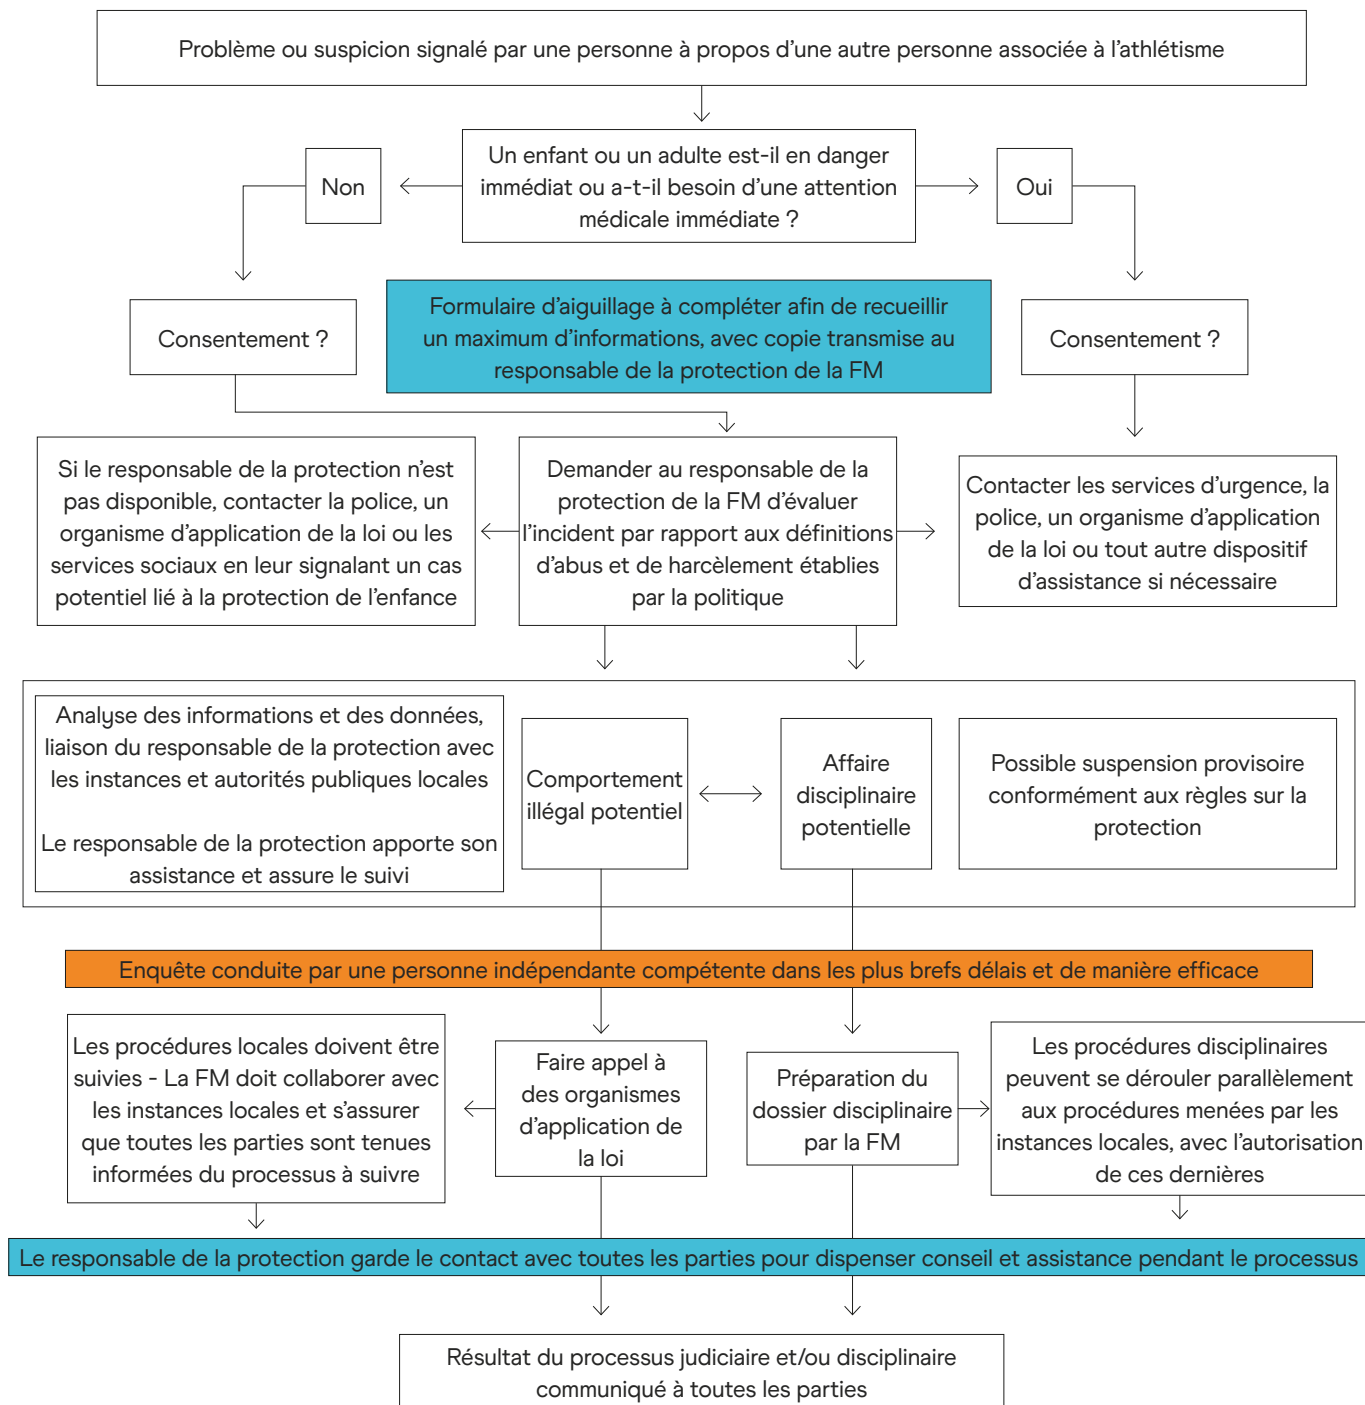 Problème ou suspicion signalé par une personne à propos d’une autre personne associée à l’athlétisme
Un enfant ou un adulte est-il en danger
immédiat ou a-t-il besoin d’une attention
médicale immédiate ?
Non
Oui
Consentement ?
Formulaire d’aiguillage à compléter afin de recueillir
un maximum d’informations, avec copie transmise au
responsable de la protection de la FM
Consentement ?
Si le responsable de la protection n’est
pas disponible, contacter la police, un
organisme d’application de la loi ou les
services sociaux en leur signalant un cas
potentiel lié à la protection de l’enfance
Demander au responsable de la
protection de la FM d’évaluer
l’incident par rapport aux définitions
d’abus et de harcèlement établies
par la politique
Contacter les services d’urgence, la
police, un organisme d’application
de la loi ou tout autre dispositif
d’assistance si nécessaire
Analyse des informations et des données,
liaison du responsable de la protection avec
les instances et autorités publiques locales
Le responsable de la protection apporte son
assistance et assure le suivi
Comportement
illégal potentiel
Affaire
disciplinaire
potentielle
Possible suspension provisoire
conformément aux règles sur la
protection
Enquête conduite par une personne indépendante compétente dans les plus brefs délais et de manière efficace
Les procédures locales doivent être
suivies - La FM doit collaborer avec
les instances locales et s’assurer
que toutes les parties sont tenues
informées du processus à suivre
Faire appel à
des organismes
d’application de
la loi
Préparation du
dossier disciplinaire
par la FM
Les procédures disciplinaires
peuvent se dérouler parallèlement
aux procédures menées par les
instances locales, avec l’autorisation
de ces dernières
Le responsable de la protection garde le contact avec toutes les parties pour dispenser conseil et assistance pendant le processus
Résultat du processus judiciaire et/ou disciplinaire
communiqué à toutes les parties